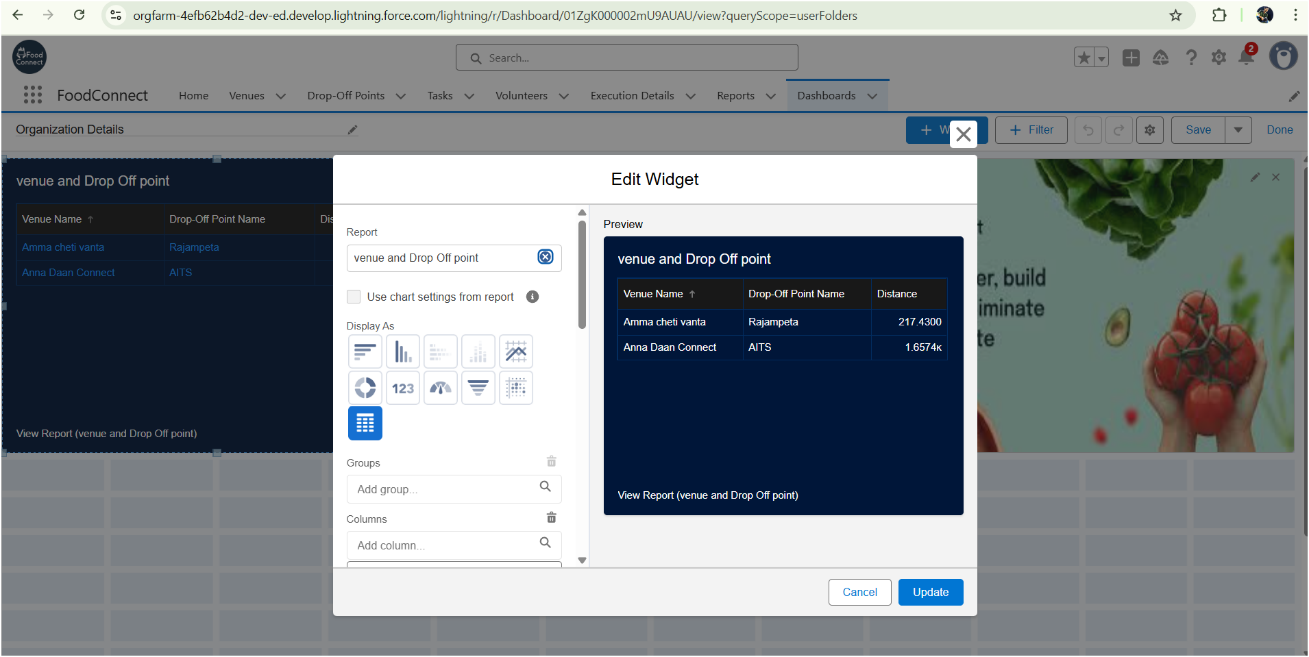 orgfarm-4efb62b4d2-dev-ed.develop.lightning.force.com/lightning/r/Dashboard/01ZgK000002mU9AUAU/view?queryScope=userFolders
Food
Connect
Search...
2
FoodConnect Home Venues Drop-Off Points Tasks Volunteers Execution Details Reports Dashboards
Organization Details
+ Filter Save Done
venue and Drop Off point
Venue Name ↑ Drop-Off Point Name
Amma cheti vanta Rajampeta
Anna Daan Connect AITS
View Report (venue and Drop Off point)
Edit Widget
Report
venue and Drop Off point
Use chart settings from report
Display As
123
Groups
Add group...
Columns
Add column...
Preview
venue and Drop Off point
Venue Name ↑ Drop-Off Point Name Distance
Amma cheti vanta Rajampeta 217.4300
Anna Daan Connect AITS 1.6574K
View Report (venue and Drop Off point)
Cancel Update
build